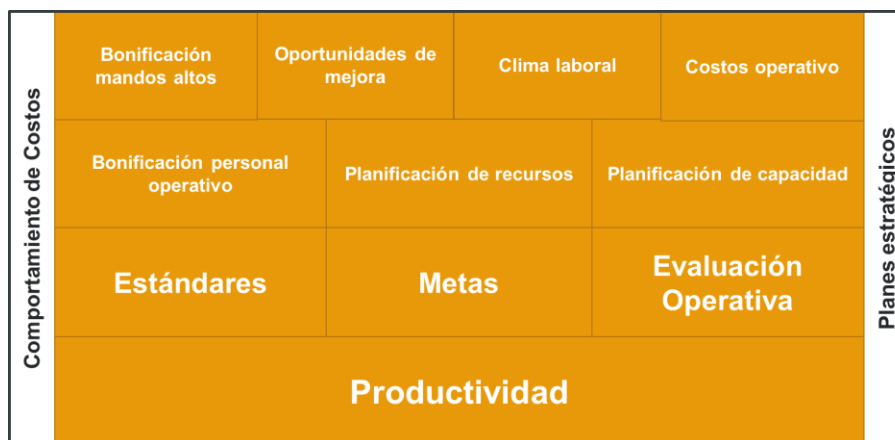 Comportamiento de Costos
Bonificación
mandos altos
Oportunidades de
mejora
Clima laboral
Costos operativo
Bonificación personal
operativo
Planificación de recursos
Planificación de capacidad
Estándares
Metas
Evaluación
Operativa
Productividad
Planes estratégicos